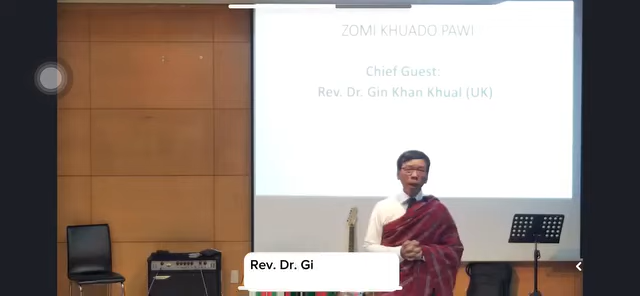 ZOMI KHUADO PAWI
Chief Guest:
Rev. Dr. Gin Khan Khual (UK)
Rev. Dr. Gi